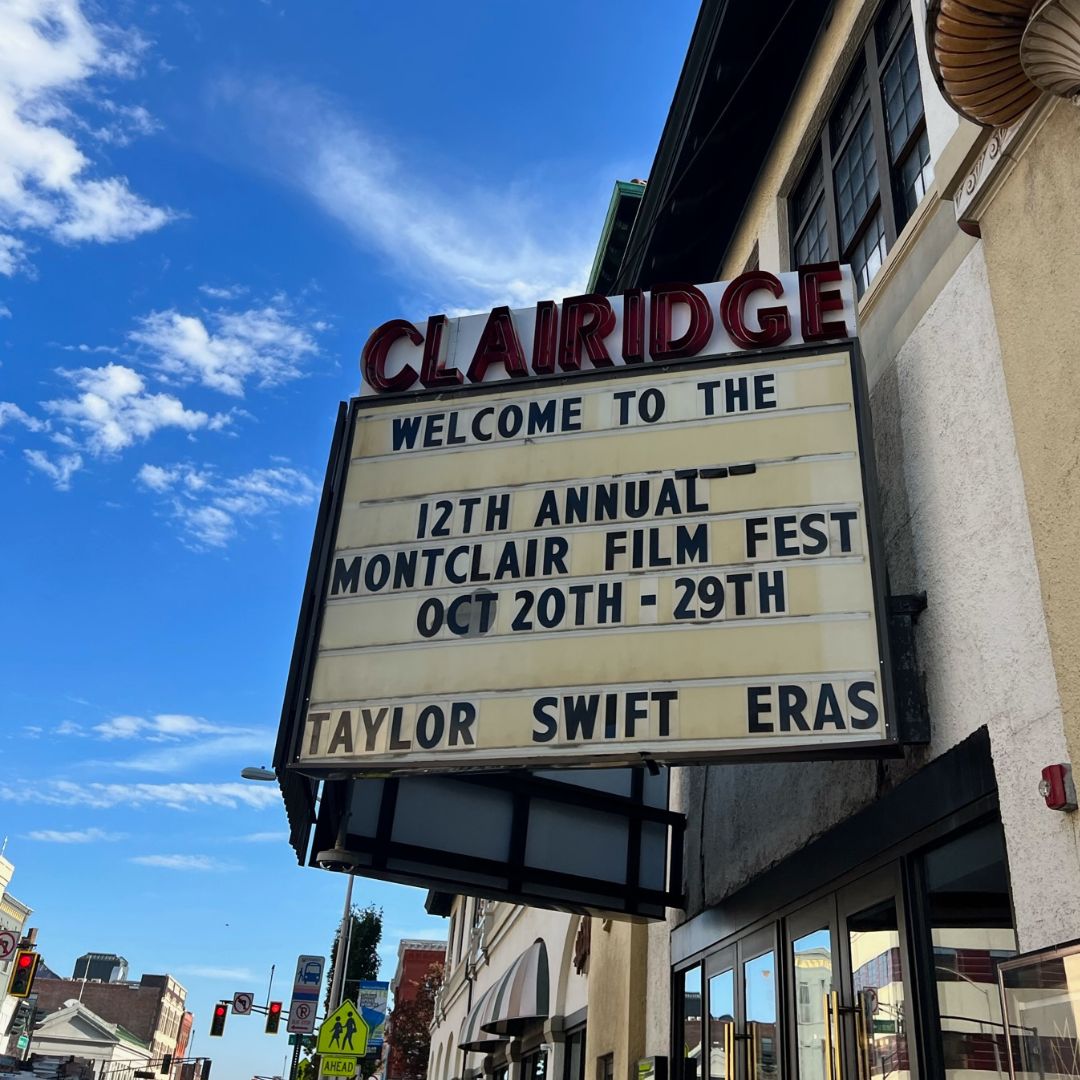 CLAIRIDGE
WELCOME TO THE
12TH ANNUAL
MONTCLAIR FILM FEST
OCT 20TH - 29TH
TAYLOR SWIFT ERAS
AHEAD